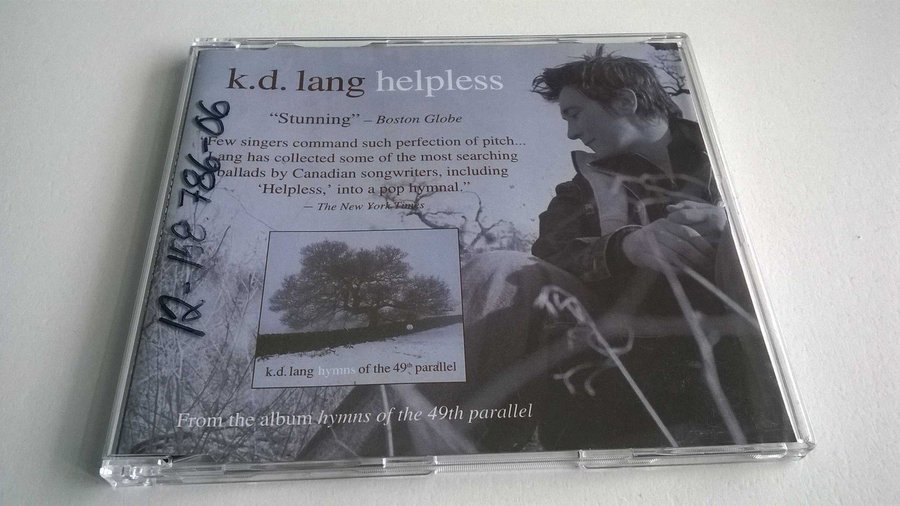 k.d. lang helpless
“Stunning” – Boston Globe
“Few singers command such perfection of pitch...
Lang has collected some of the most searching
ballads by Canadian songwriters, including
‘Helpless,’ into a pop hymnal.”
– The New York Times
k.d. lang hymns of the 49th parallel
From the album hymns of the 49th parallel
12-158 786-06